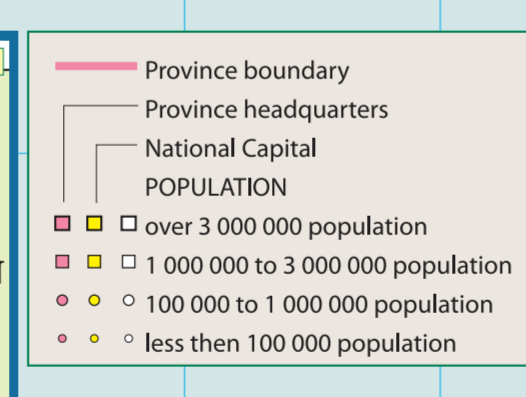 Province boundary
Province headquarters
National Capital
POPULATION
over 3 000 000 population
1 000 000 to 3 000 000 population
100 000 to 1 000 000 population
less then 100 000 population